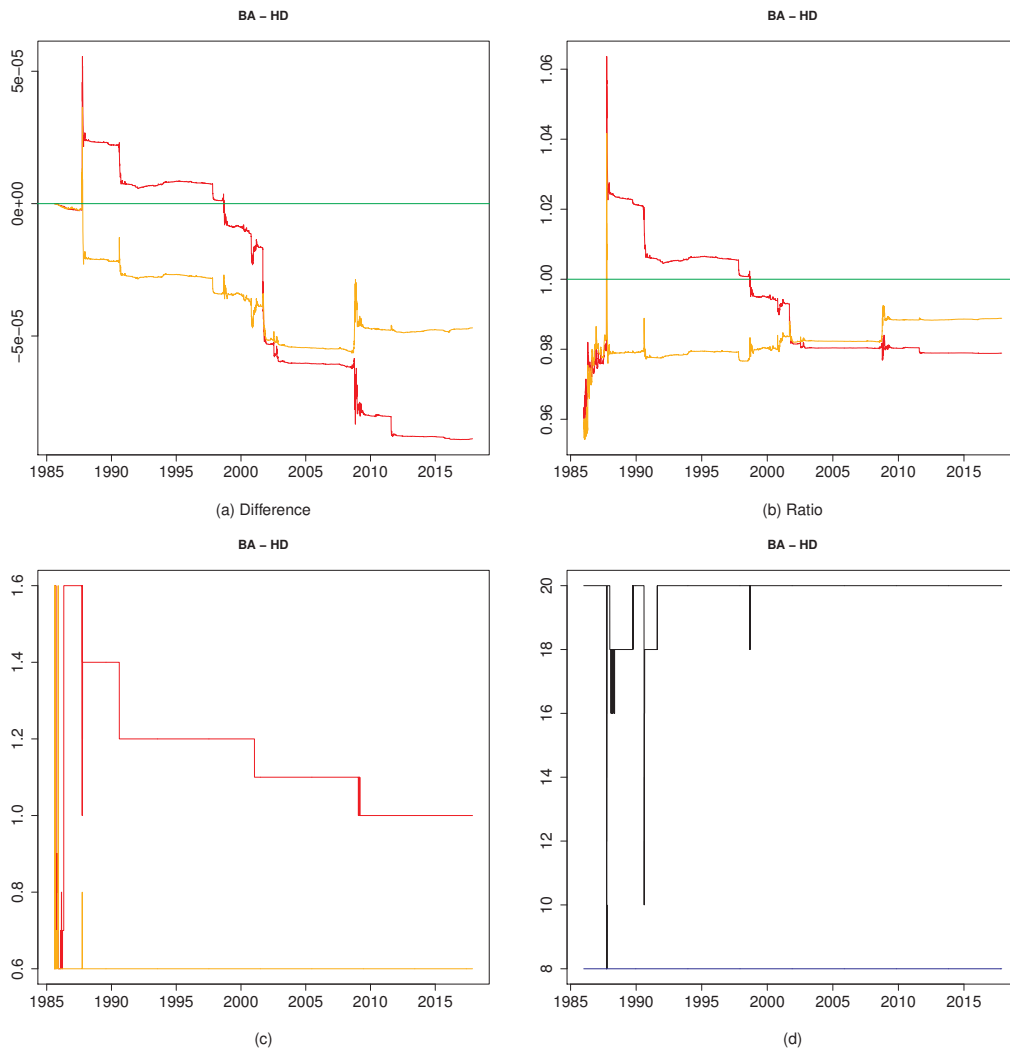 BA − HD
5e−05
0e+00
−5e−05
1985 1990 1995 2000 2005 2010 2015
(a) Difference
BA − HD
1.06
1.04
1.02
1.00
0.98
0.96
1985 1990 1995 2000 2005 2010 2015
(b) Ratio
BA − HD
1.6
1.4
1.2
1.0
0.8
0.6
1985 1990 1995 2000 2005 2010 2015
(c)
BA − HD
20
18
16
14
12
10
8
1985 1990 1995 2000 2005 2010 2015
(d)